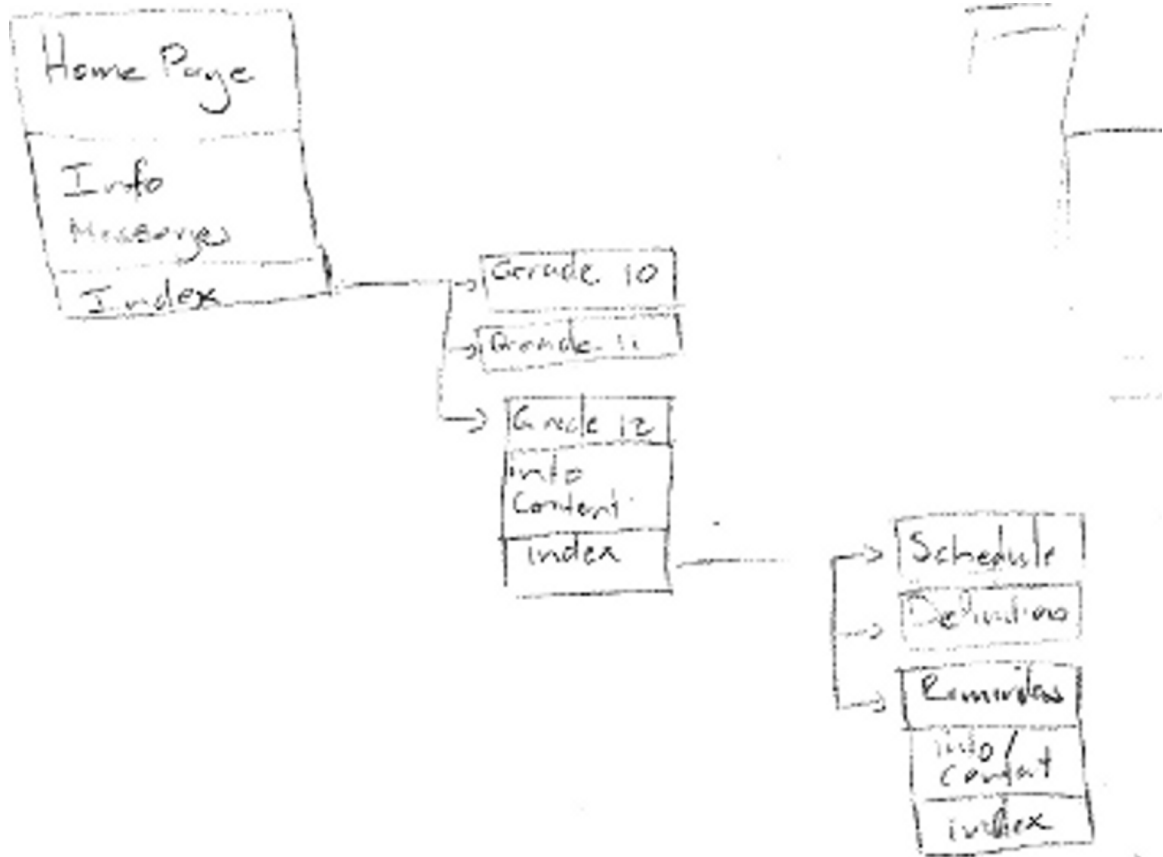 Home Page
Info
Messages
Index
Grade 10
Grade 11
Grade 12
info
Content
index
Schedule
Definitions
Reminders
info/
Content
index